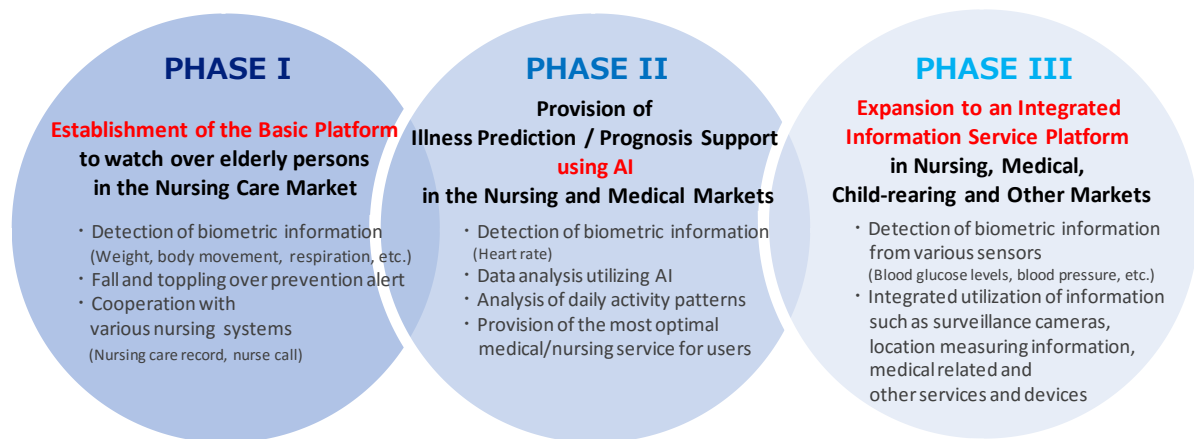 PHASE I
Establishment of the Basic Platform
to watch over elderly persons
in the Nursing Care Market
・Detection of biometric information
(Weight, body movement, respiration, etc.)
・Fall and toppling over prevention alert
・Cooperation with
various nursing systems
(Nursing care record, nurse call)
PHASE II
Provision of
Illness Prediction / Prognosis Support
using AI
in the Nursing and Medical Markets
・Detection of biometric information
(Heart rate)
・Data analysis utilizing AI
・Analysis of daily activity patterns
・Provision of the most optimal
medical/nursing service for users
PHASE III
Expansion to an Integrated
Information Service Platform
in Nursing, Medical,
Child-rearing and Other Markets
・Detection of biometric information
from various sensors
(Blood glucose levels, blood pressure, etc.)
・Integrated utilization of information
such as surveillance cameras,
location measuring information,
medical related and
other services and devices